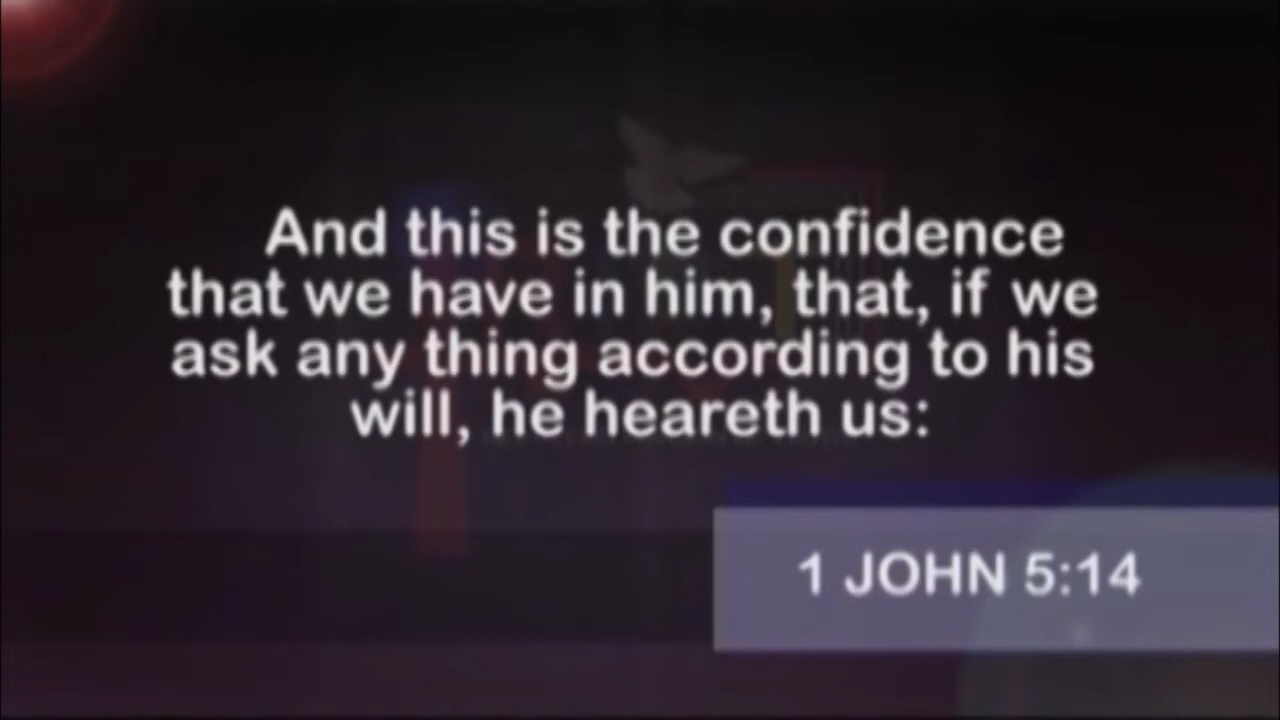 And this is the confidence
that we have in him, that, if we
ask any thing according to his
will, he heareth us:
1 JOHN 5:14